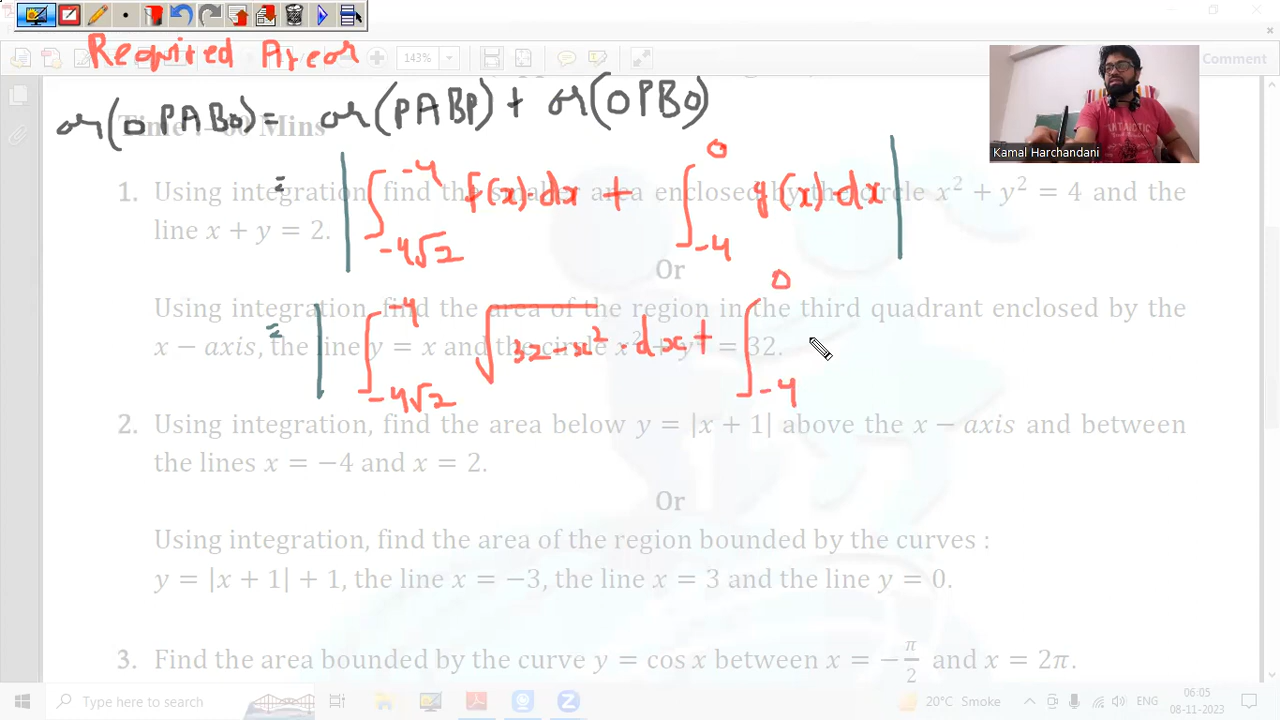 143%
Comment
Required Area
Kamal Harchandani
ar(OPABO) = ar(PABP) + ar(OPBO)
Time :- 60 Mins
= | ∫_{-4√2}^{-4} f(x)·dx + ∫_{-4}^{0} g(x)·dx |
1. Using integration, find the smaller area enclosed by the circle x² + y² = 4 and the
line x + y = 2.
Or
= | ∫_{-4√2}^{-4} √(32-x²)·dx + ∫_{-4}^{0}
Using integration, find the area of the region in the third quadrant enclosed by the
x − axis, the line y = x and the circle x² + y² = 32.
2. Using integration, find the area below y = |x + 1| above the x − axis and between
the lines x = −4 and x = 2.
Or
Using integration, find the area of the region bounded by the curves :
y = |x + 1| + 1, the line x = −3, the line x = 3 and the line y = 0.
3. Find the area bounded by the curve y = cos x between x = −π/2 and x = 2π.
Type here to search
20°C Smoke
ENG
06:05
08-11-2023